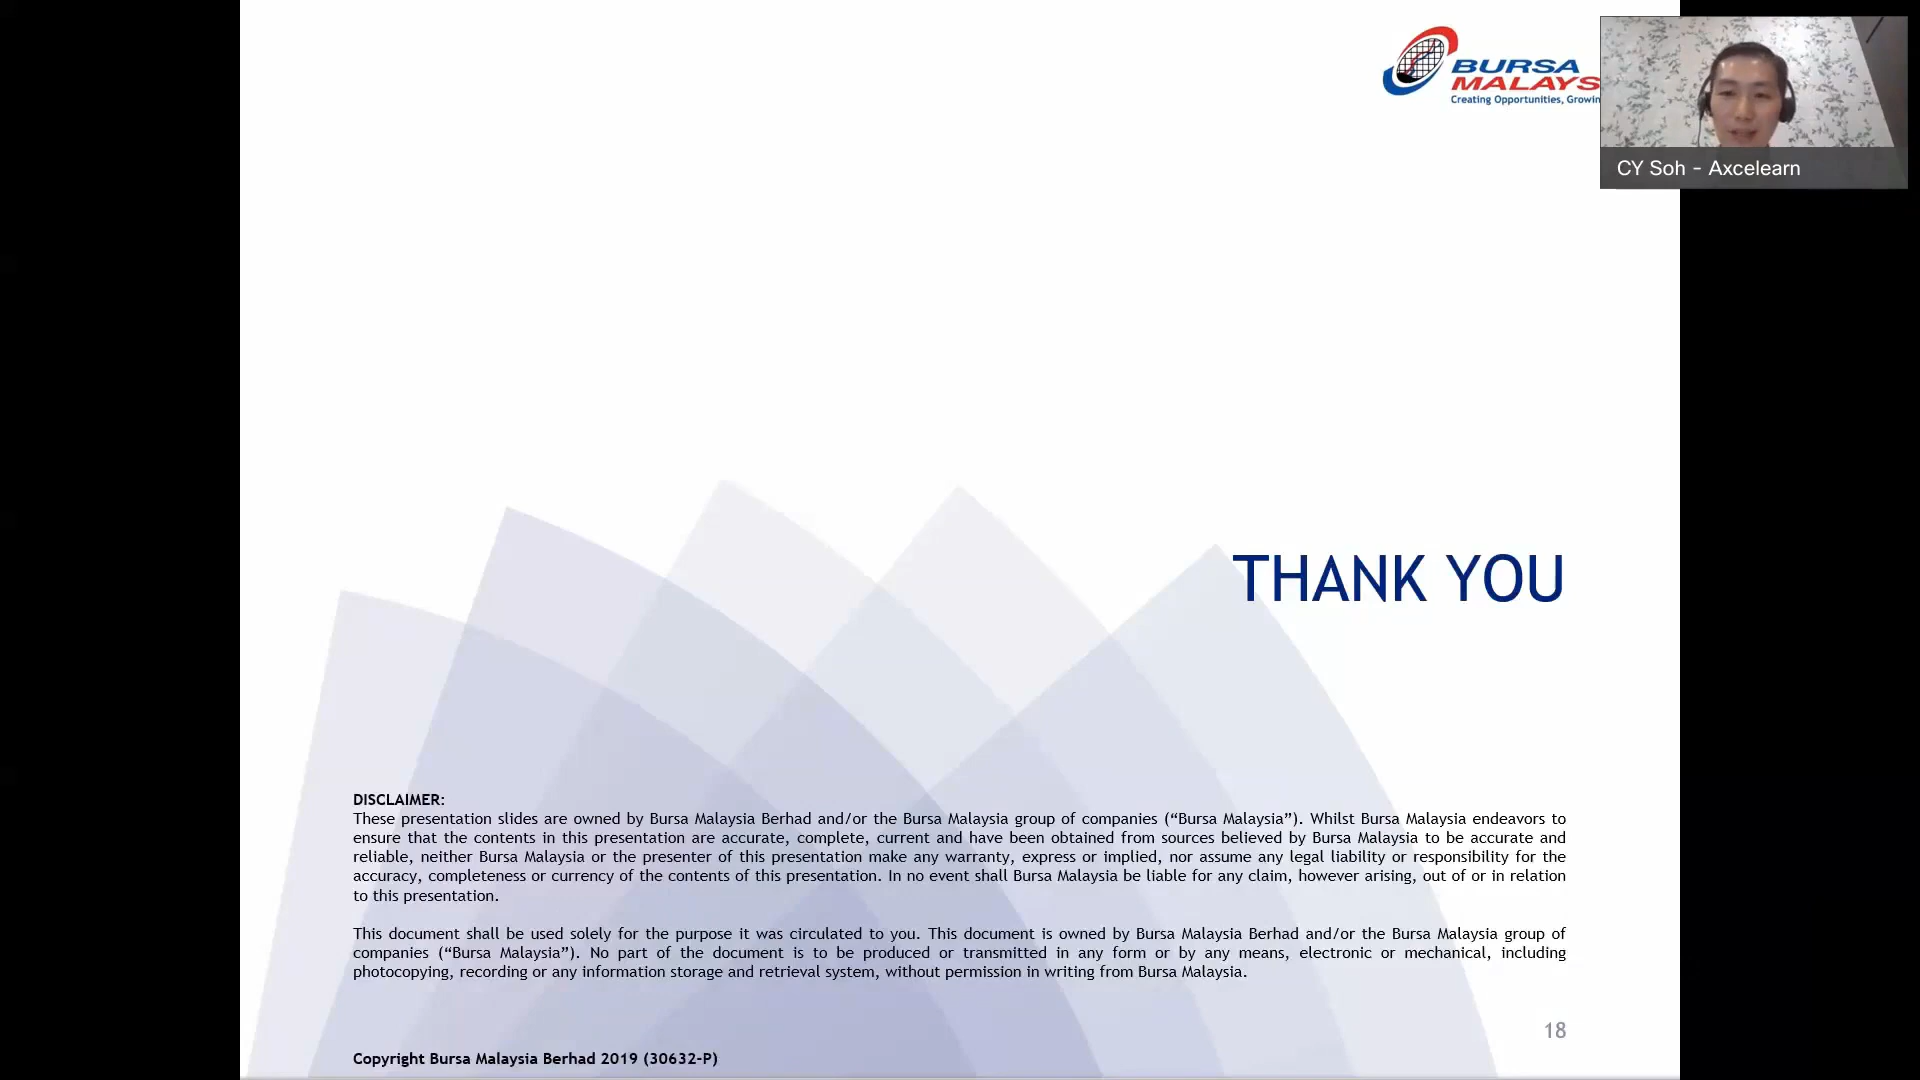 BURSA
MALAYS
Creating Opportunities, Growin
CY Soh - Axcelearn
THANK YOU
DISCLAIMER:
These presentation slides are owned by Bursa Malaysia Berhad and/or the Bursa Malaysia group of companies (“Bursa Malaysia”). Whilst Bursa Malaysia endeavors to
ensure that the contents in this presentation are accurate, complete, current and have been obtained from sources believed by Bursa Malaysia to be accurate and
reliable, neither Bursa Malaysia or the presenter of this presentation make any warranty, express or implied, nor assume any legal liability or responsibility for the
accuracy, completeness or currency of the contents of this presentation. In no event shall Bursa Malaysia be liable for any claim, however arising, out of or in relation
to this presentation.
This document shall be used solely for the purpose it was circulated to you. This document is owned by Bursa Malaysia Berhad and/or the Bursa Malaysia group of
companies (“Bursa Malaysia”). No part of the document is to be produced or transmitted in any form or by any means, electronic or mechanical, including
photocopying, recording or any information storage and retrieval system, without permission in writing from Bursa Malaysia.
18
Copyright Bursa Malaysia Berhad 2019 (30632-P)